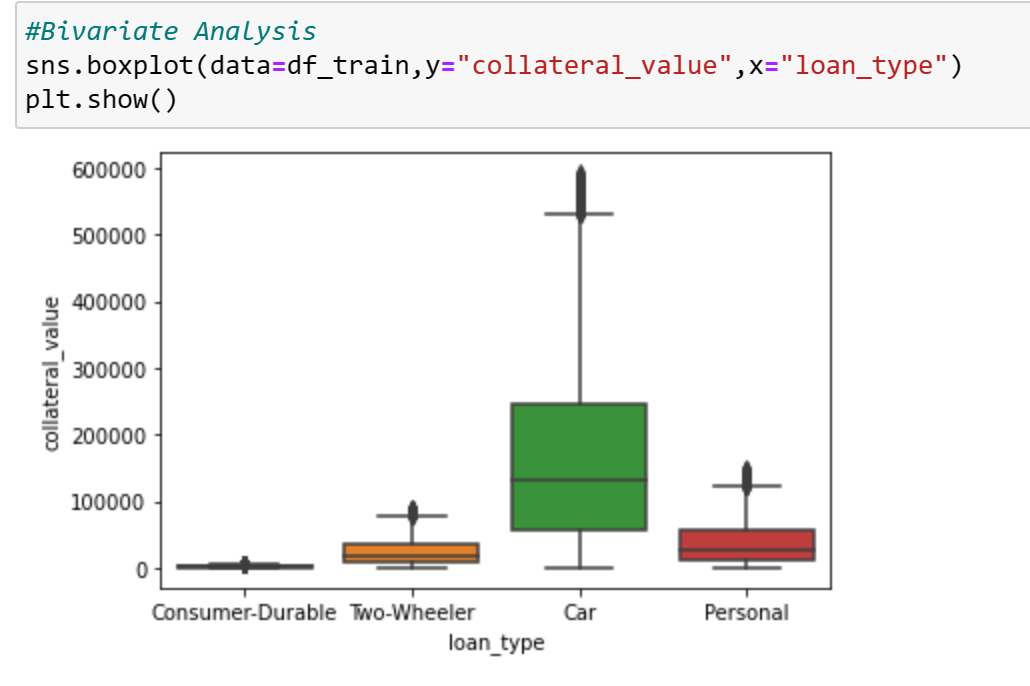 #Bivariate Analysis
sns.boxplot(data=df_train,y="collateral_value",x="loan_type")
plt.show()
600000
500000
400000
300000
200000
100000
0
collateral_value
Consumer-Durable Two-Wheeler Car Personal
loan_type